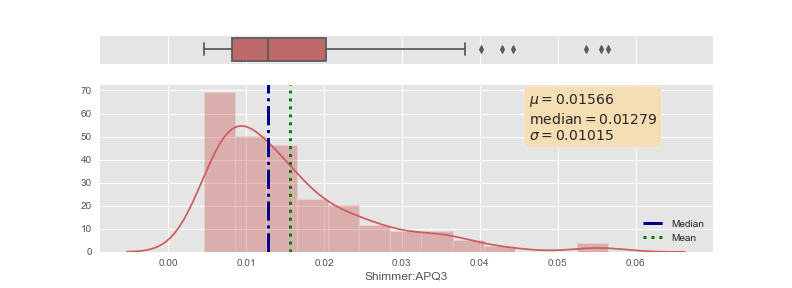 70
60
50
40
30
20
10
0
μ = 0.01566
median = 0.01279
σ = 0.01015
Median
Mean
0.00 0.01 0.02 0.03 0.04 0.05 0.06
Shimmer:APQ3